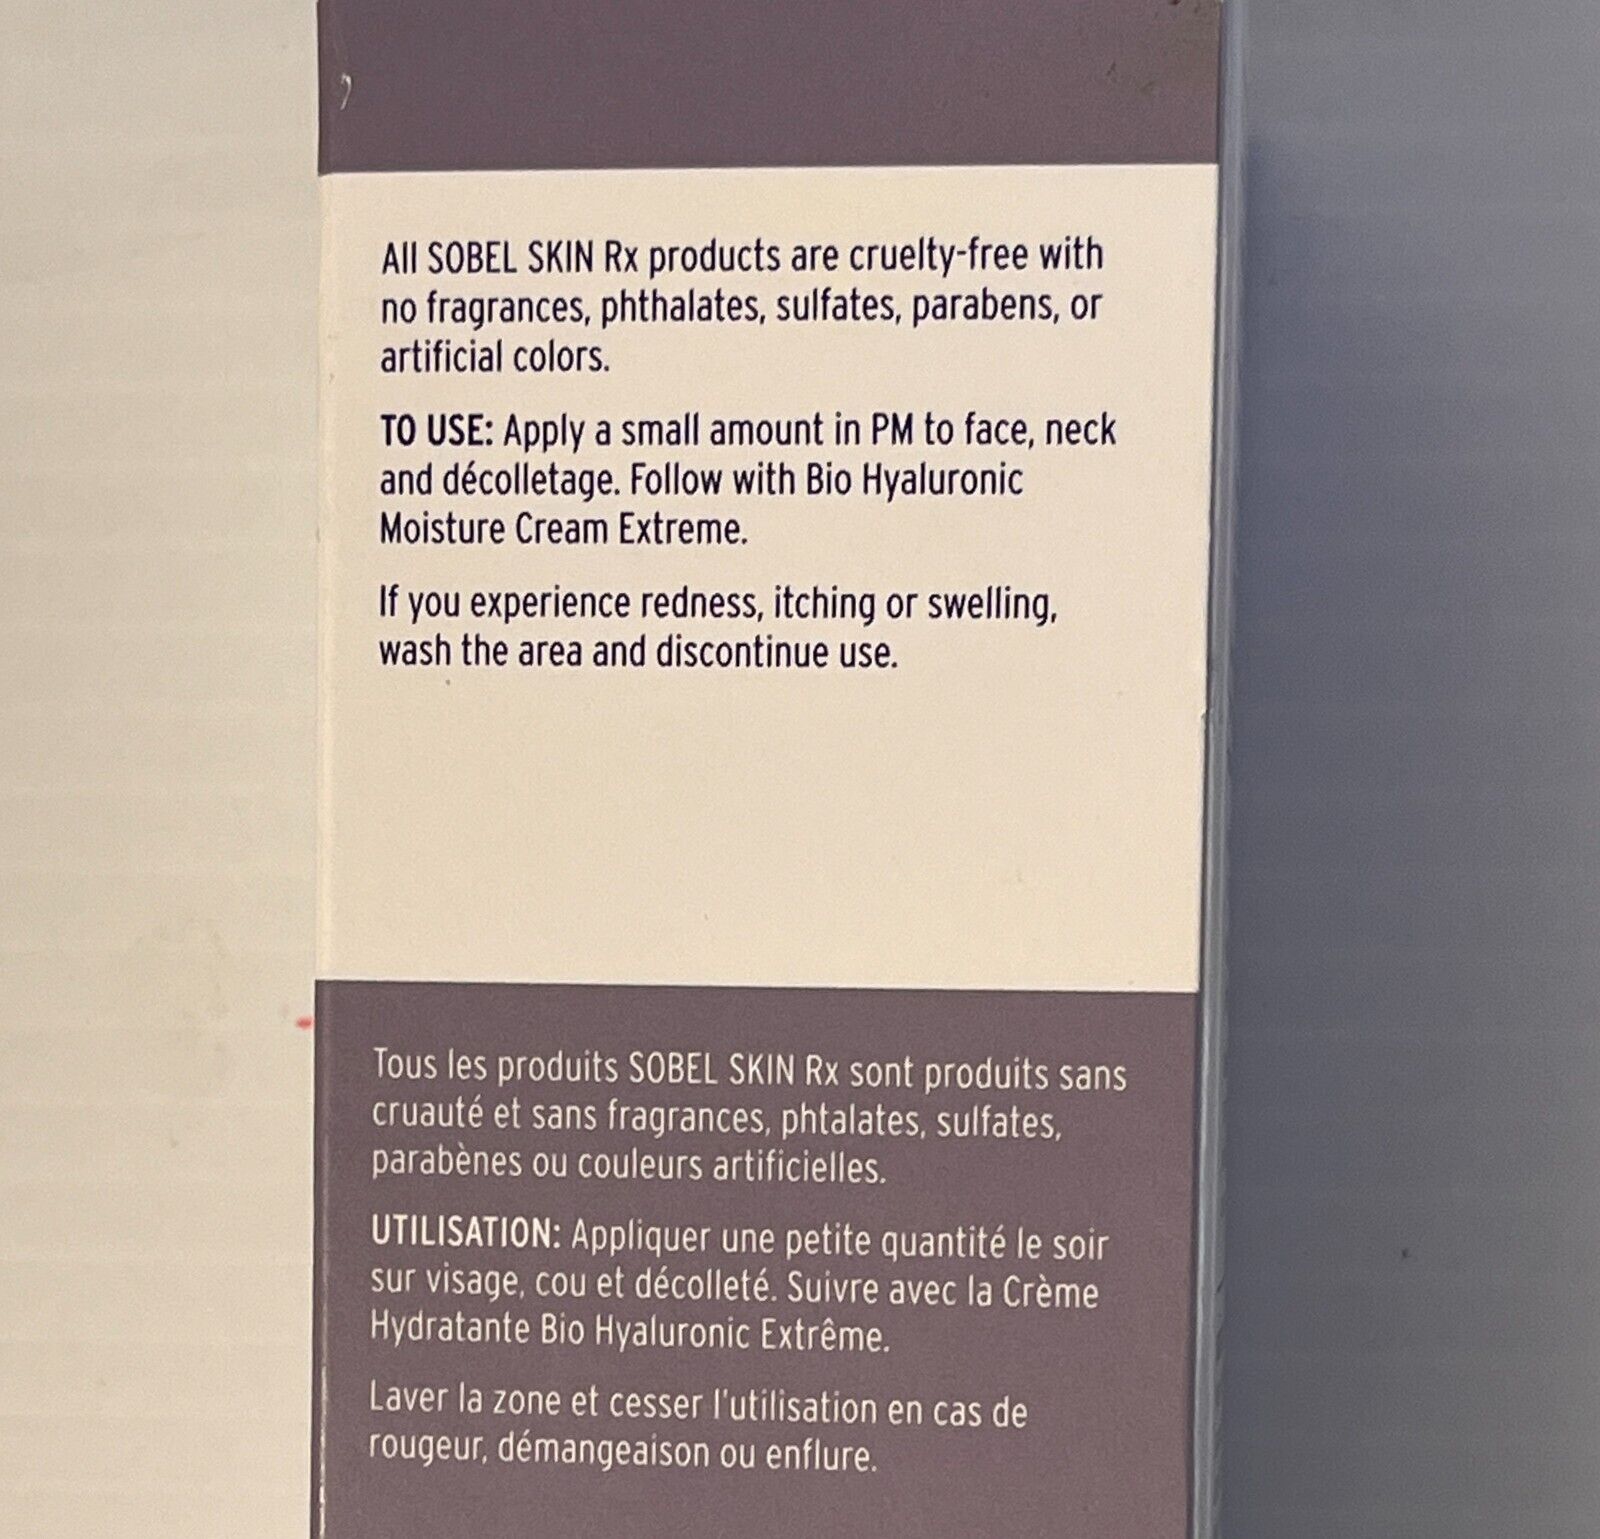 All SOBEL SKIN Rx products are cruelty-free with
no fragrances, phthalates, sulfates, parabens, or
artificial colors.
TO USE: Apply a small amount in PM to face, neck
and décolletage. Follow with Bio Hyaluronic
Moisture Cream Extreme.
If you experience redness, itching or swelling,
wash the area and discontinue use.
Tous les produits SOBEL SKIN Rx sont produits sans
cruauté et sans fragrances, phtalates, sulfates,
parabènes ou couleurs artificielles.
UTILISATION: Appliquer une petite quantité le soir
sur visage, cou et décolleté. Suivre avec la Crème
Hydratante Bio Hyaluronic Extrême.
Laver la zone et cesser l'utilisation en cas de
rougeur, démangeaison ou enflure.